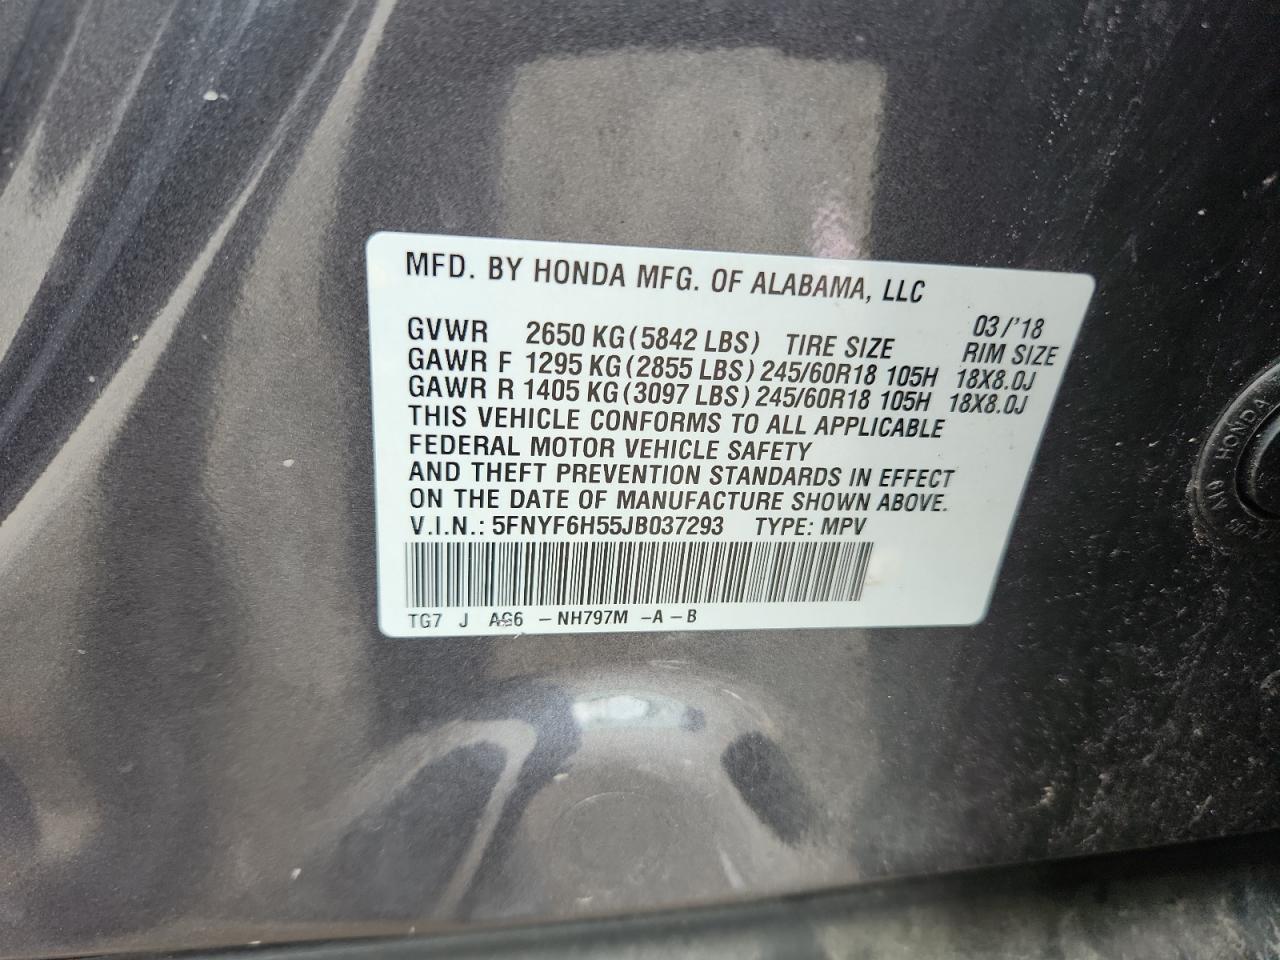 MFD. BY HONDA MFG. OF ALABAMA, LLC
03/'18
GVWR 2650 KG (5842 LBS) TIRE SIZE RIM SIZE
GAWR F 1295 KG (2855 LBS) 245/60R18 105H 18X8.0J
GAWR R 1405 KG (3097 LBS) 245/60R18 105H 18X8.0J
THIS VEHICLE CONFORMS TO ALL APPLICABLE
FEDERAL MOTOR VEHICLE SAFETY
AND THEFT PREVENTION STANDARDS IN EFFECT
ON THE DATE OF MANUFACTURE SHOWN ABOVE.
V.I.N.: 5FNYF6H55JB037293 TYPE: MPV
TG7 J AG6 – NH797M –A – B
HONDA